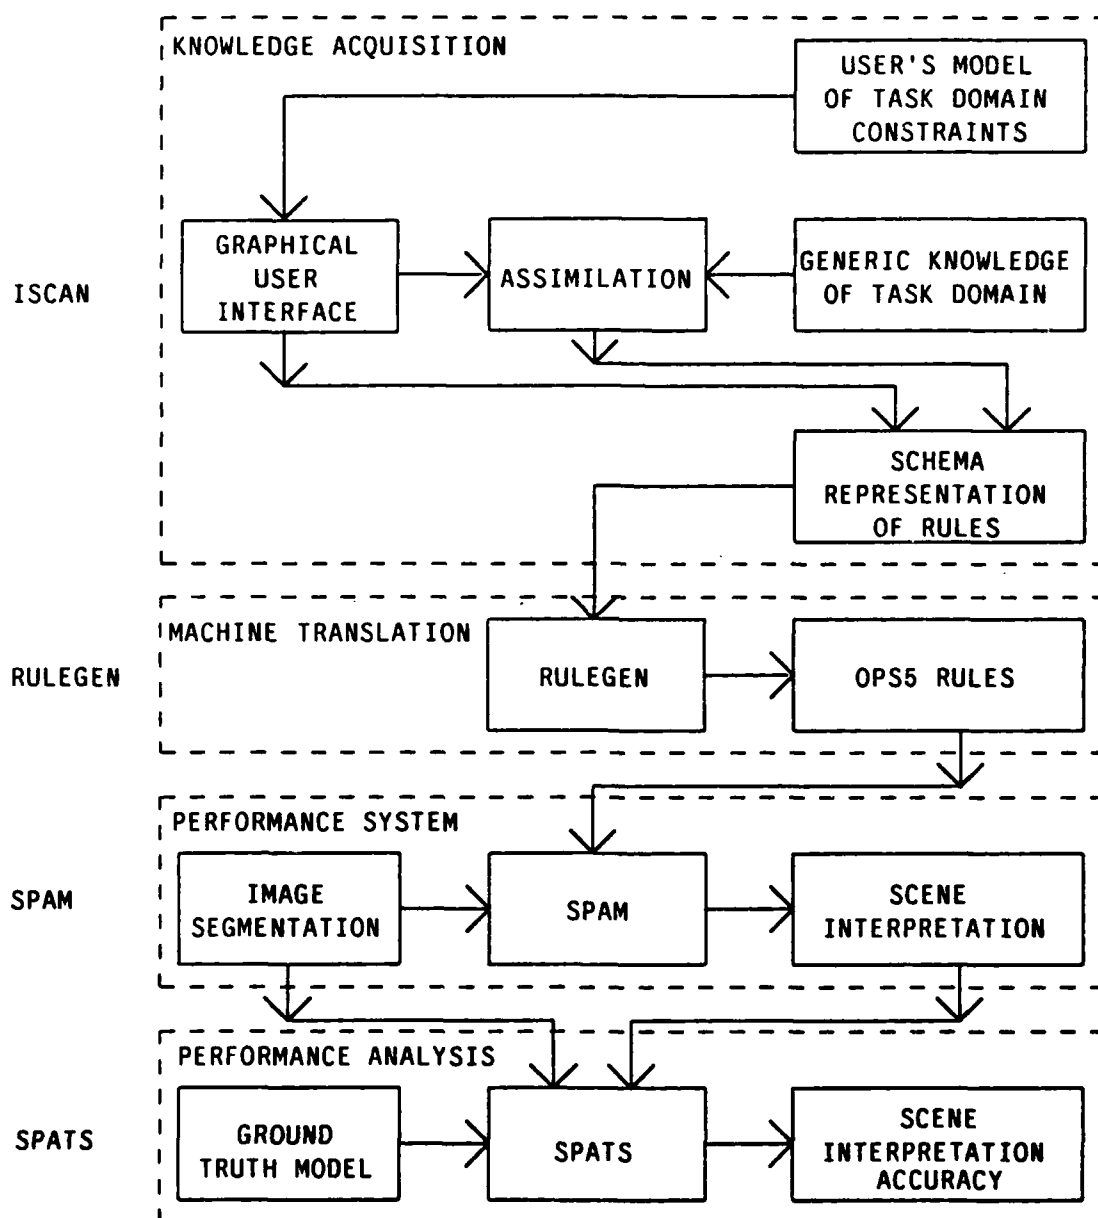 KNOWLEDGE ACQUISITION
USER'S MODEL
OF TASK DOMAIN
CONSTRAINTS
ISCAN
GRAPHICAL
USER
INTERFACE
ASSIMILATION
GENERIC KNOWLEDGE
OF TASK DOMAIN
SCHEMA
REPRESENTATION
OF RULES
RULEGEN
MACHINE TRANSLATION
RULEGEN
OPS5 RULES
SPAM
PERFORMANCE SYSTEM
IMAGE
SEGMENTATION
SPAM
SCENE
INTERPRETATION
SPATS
PERFORMANCE ANALYSIS
GROUND
TRUTH MODEL
SPATS
SCENE
INTERPRETATION
ACCURACY